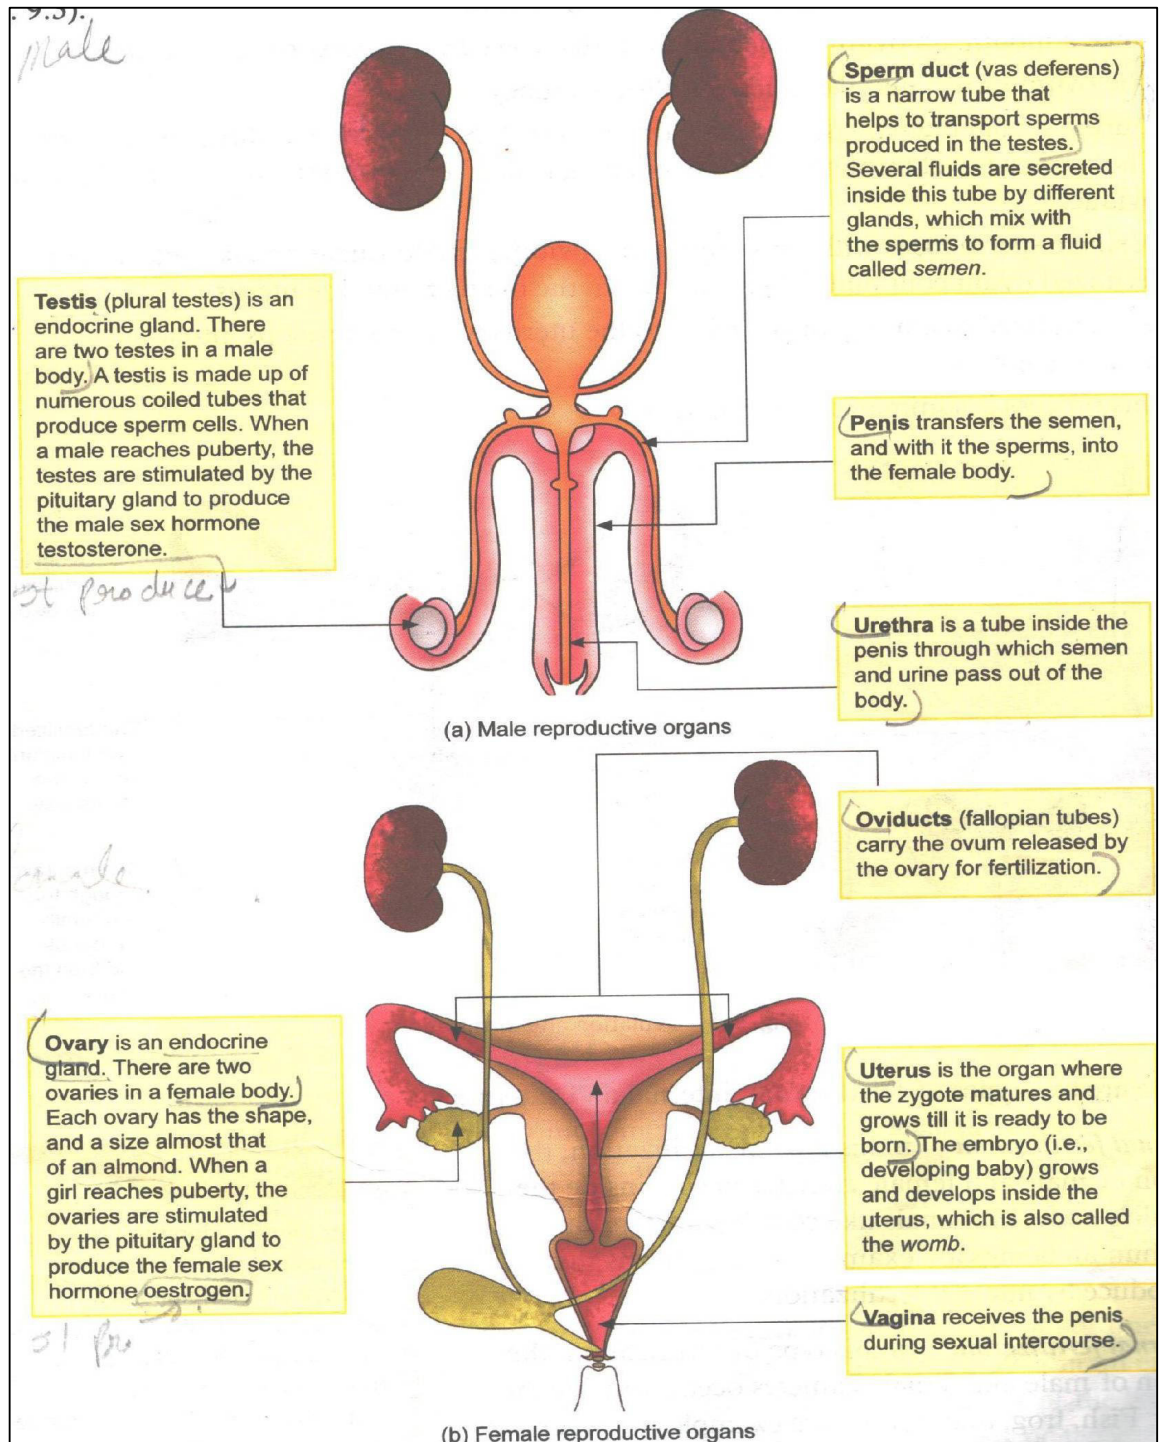 . 9.3).
Male
Sperm duct (vas deferens)
is a narrow tube that
helps to transport sperms
produced in the testes.
Several fluids are secreted
inside this tube by different
glands, which mix with
the sperms to form a fluid
called semen.
Testis (plural testes) is an
endocrine gland. There
are two testes in a male
body. A testis is made up of
numerous coiled tubes that
produce sperm cells. When
a male reaches puberty, the
testes are stimulated by the
pituitary gland to produce
the male sex hormone
testosterone.
produce
Penis transfers the semen,
and with it the sperms, into
the female body.
Urethra is a tube inside the
penis through which semen
and urine pass out of the
body.
(a) Male reproductive organs
Oviducts (fallopian tubes)
carry the ovum released by
the ovary for fertilization.
Ovary is an endocrine
gland. There are two
ovaries in a female body.
Each ovary has the shape,
and a size almost that
of an almond. When a
girl reaches puberty, the
ovaries are stimulated
by the pituitary gland to
produce the female sex
hormone oestrogen.
Uterus is the organ where
the zygote matures and
grows till it is ready to be
born. The embryo (i.e.,
developing baby) grows
and develops inside the
uterus, which is also called
the womb.
Vagina receives the penis
during sexual intercourse.
(b) Female reproductive organs